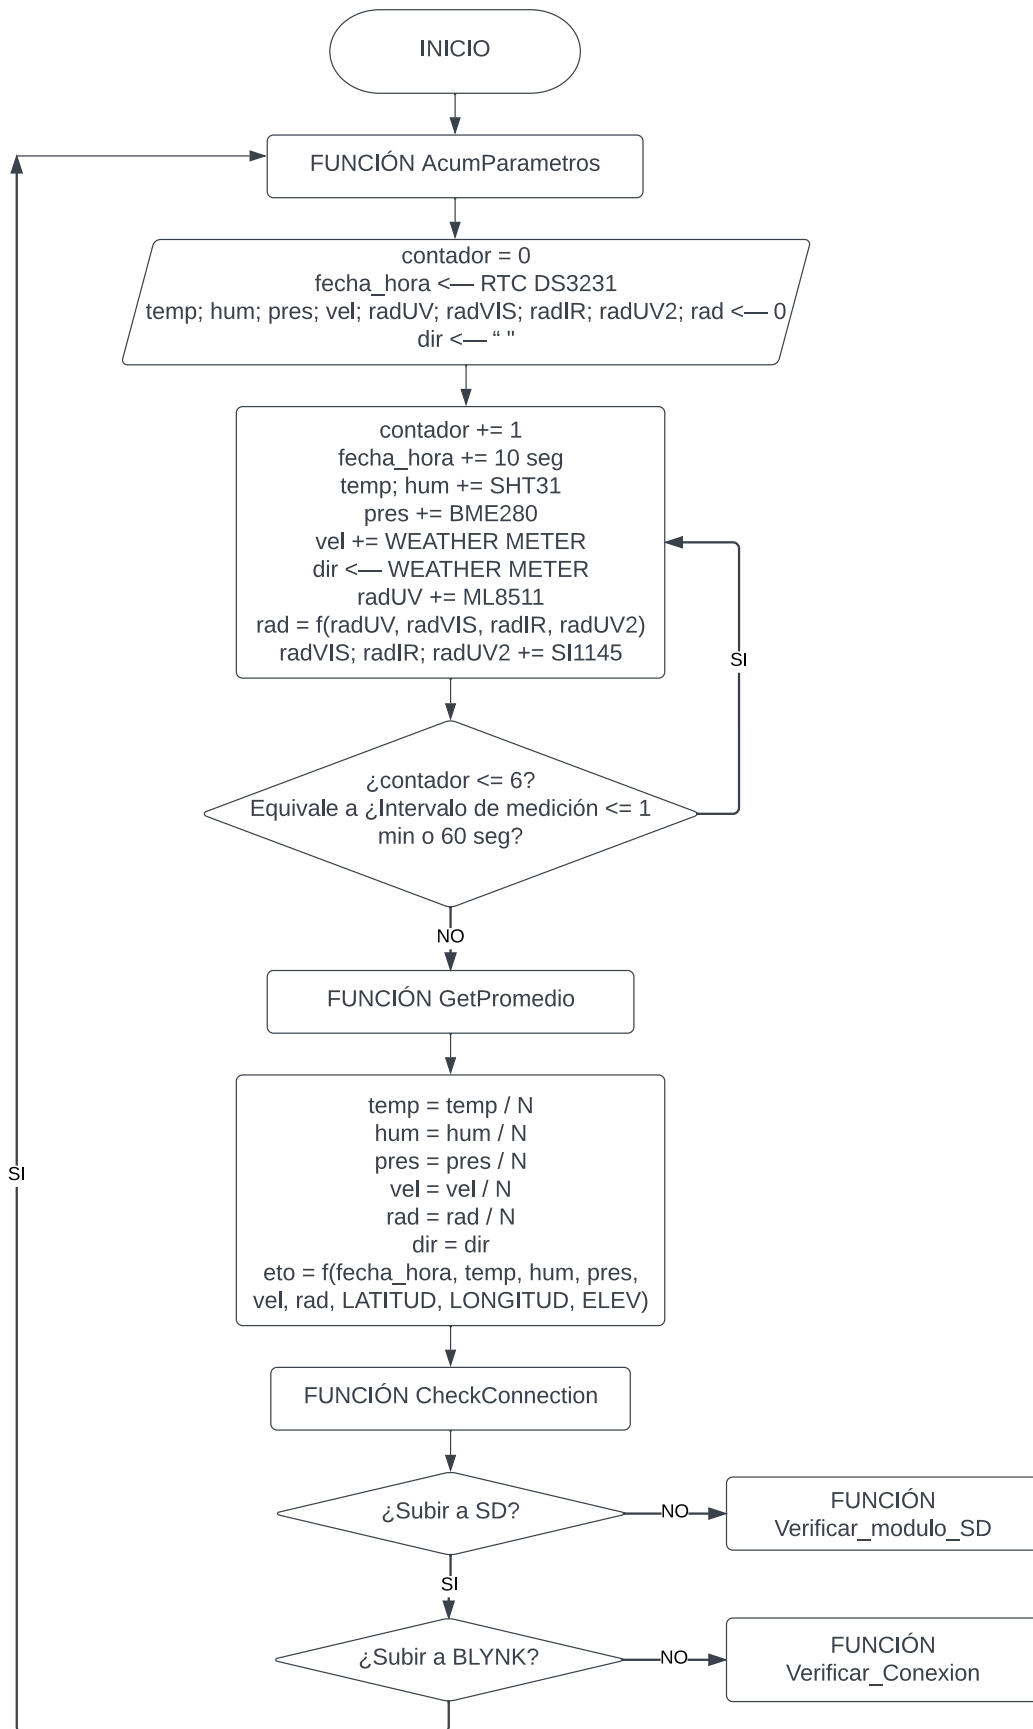 INICIO
FUNCIÓN AcumParametros
contador = 0
fecha_hora <— RTC DS3231
temp; hum; pres; vel; radUV; radVIS; radIR; radUV2; rad <— 0
dir <— “ "
contador += 1
fecha_hora += 10 seg
temp; hum += SHT31
pres += BME280
vel += WEATHER METER
dir <— WEATHER METER
radUV += ML8511
rad = f(radUV, radVIS, radIR, radUV2)
radVIS; radIR; radUV2 += SI1145
SI
¿contador <= 6?
Equivale a ¿Intervalo de medición <= 1
min o 60 seg?
NO
FUNCIÓN GetPromedio
temp = temp / N
hum = hum / N
pres = pres / N
vel = vel / N
rad = rad / N
dir = dir
eto = f(fecha_hora, temp, hum, pres,
vel, rad, LATITUD, LONGITUD, ELEV)
SI
FUNCIÓN CheckConnection
¿Subir a SD?
NO
FUNCIÓN
Verificar_modulo_SD
SI
¿Subir a BLYNK?
NO
FUNCIÓN
Verificar_Conexion